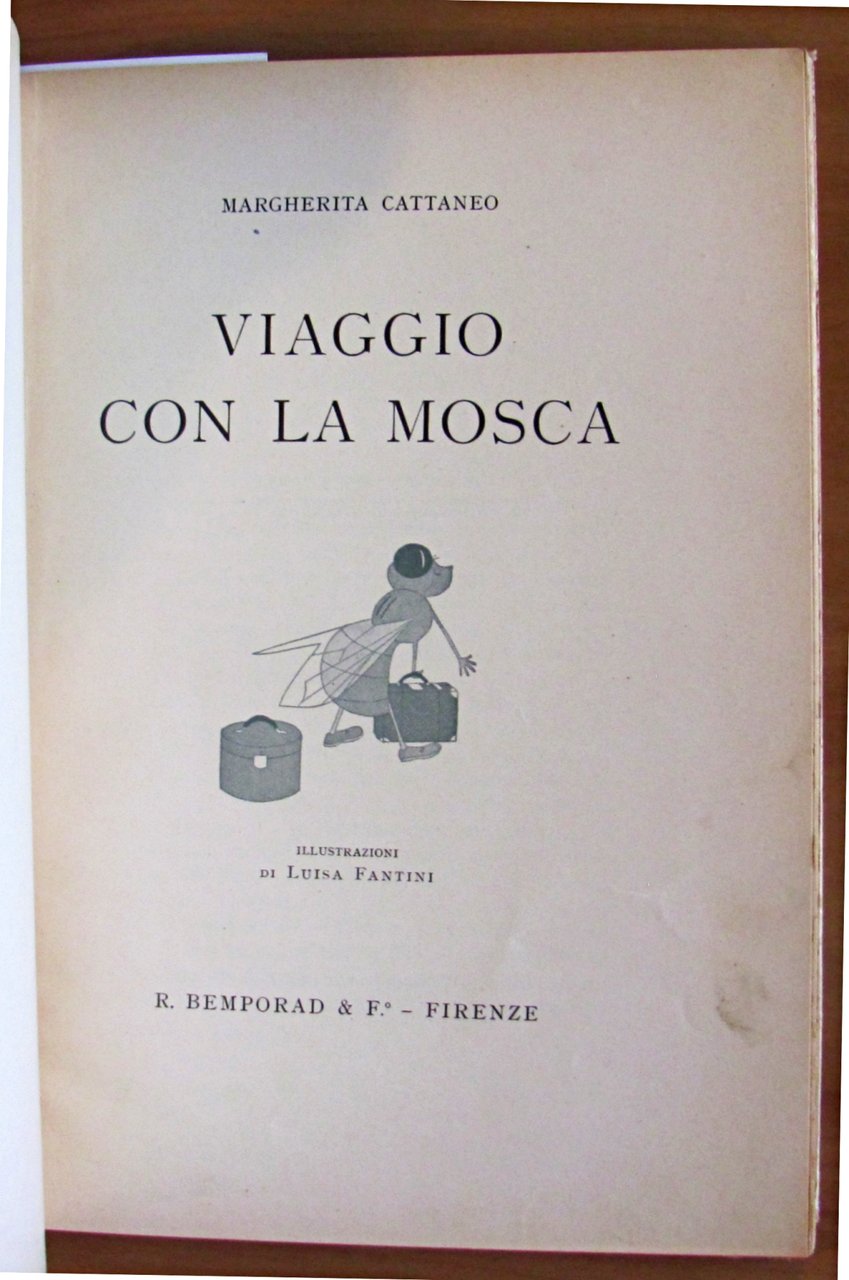 MARGHERITA CATTANEO
VIAGGIO
CON LA MOSCA
ILLUSTRAZIONI
DI LUISA FANTINI
R. BEMPORAD & F.° – FIRENZE